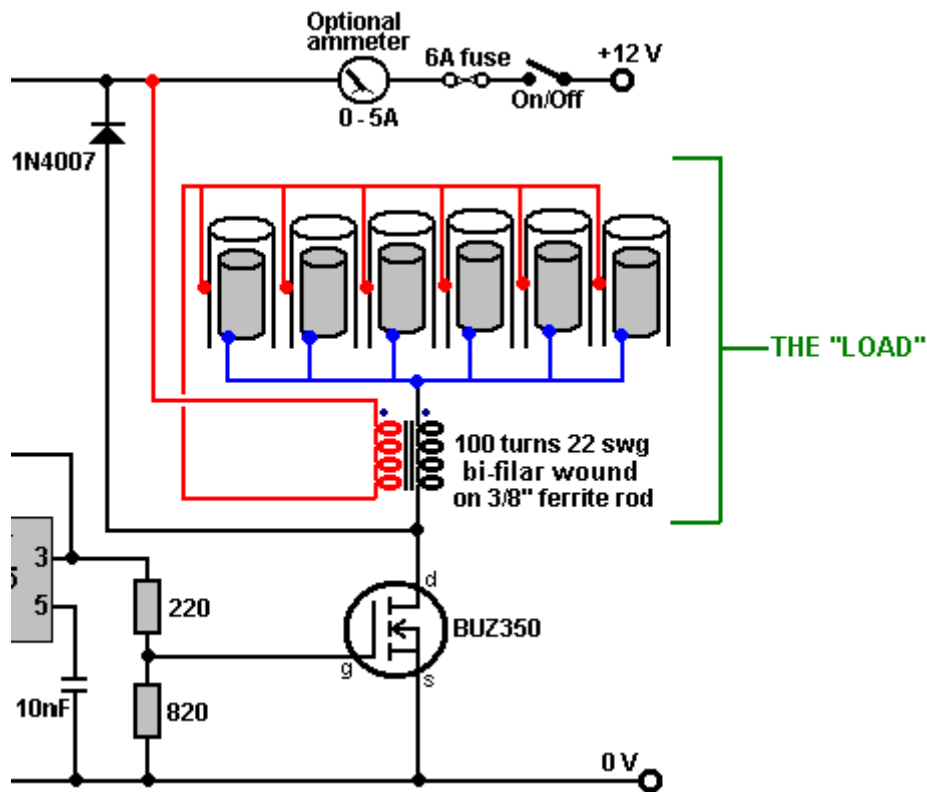 Optional
ammeter
6A fuse
+12 V
On/Off
0 - 5A
1N4007
THE "LOAD"
100 turns 22 swg
bi-filar wound
on 3/8" ferrite rod
3
5
5
220
d
BUZ350
g
s
10nF
820
0 V